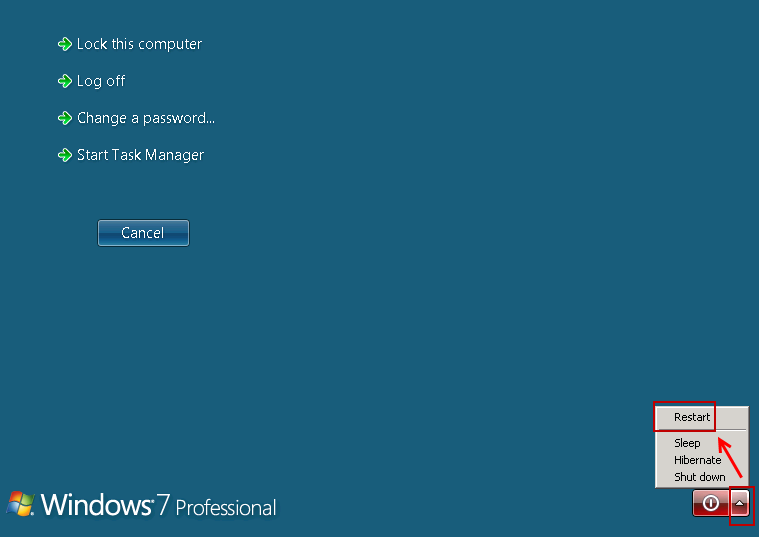 Lock this computer
Log off
Change a password...
Start Task Manager
Cancel
Restart
Sleep
Hibernate
Shut down
Windows 7 Professional